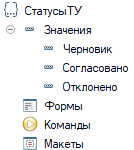 СтатусыТУ
Значения
Черновик
Согласовано
Отклонено
Формы
Команды
Макеты